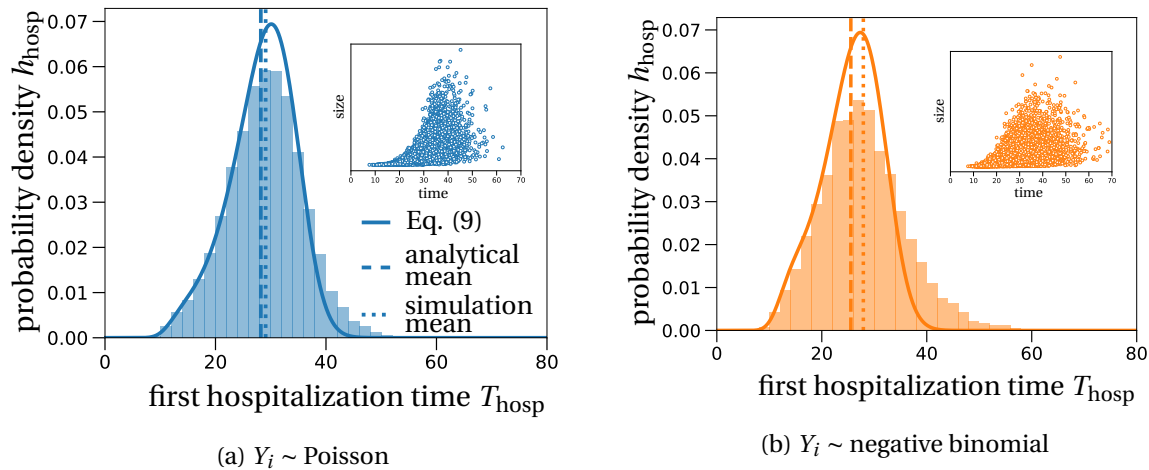 probability density h_hosp
0.07
0.06
0.05
0.04
0.03
0.02
0.01
0.00
size
0 10 20 30 40 50 60 70
time
Eq. (9)
analytical
mean
simulation
mean
0 20 40 60 80
first hospitalization time T_hosp
(a) Y_i ~ Poisson
probability density h_hosp
0.07
0.06
0.05
0.04
0.03
0.02
0.01
0.00
size
0 10 20 30 40 50 60 70
time
0 20 40 60 80
first hospitalization time T_hosp
(b) Y_i ~ negative binomial